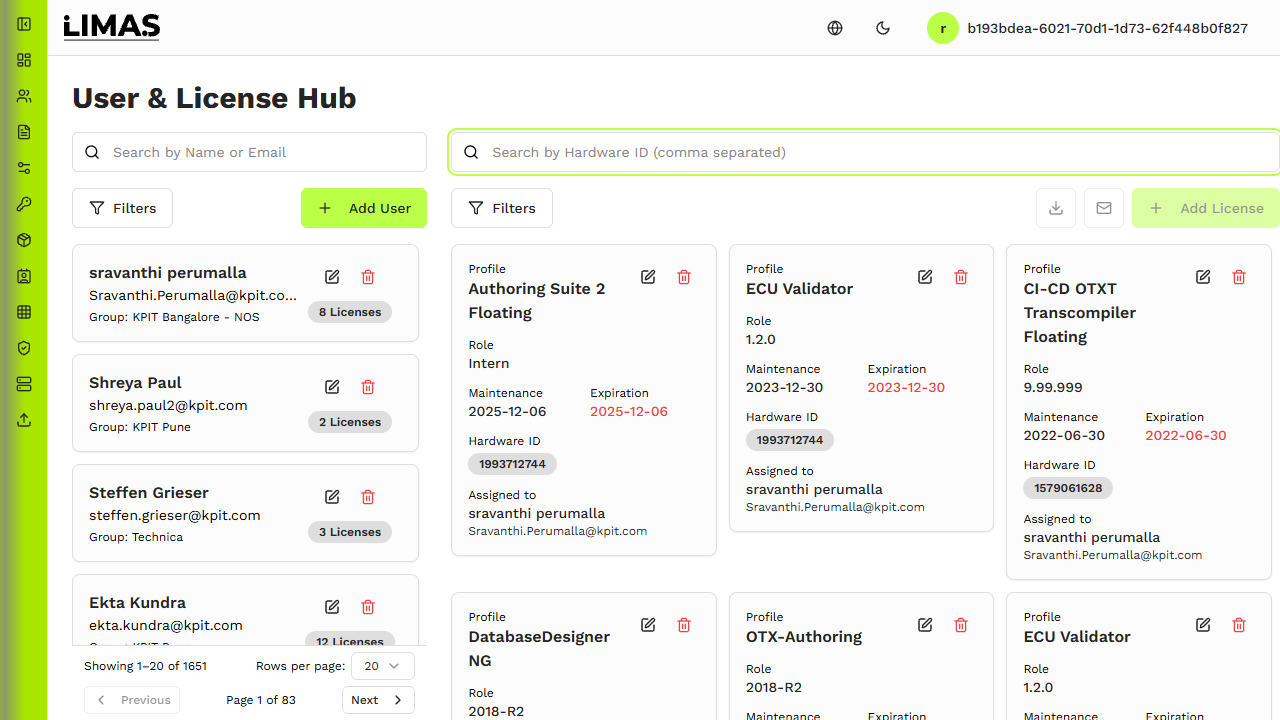 LIMAS
r
b193bdea-6021-70d1-1d73-62f448b0f827
User & License Hub
Search by Name or Email
Search by Hardware ID (comma separated)
Filters
Add User
Filters
Add License
sravanthi perumalla
Sravanthi.Perumalla@kpit.co...
Group: KPIT Bangalore - NOS
8 Licenses
Shreya Paul
shreya.paul2@kpit.com
Group: KPIT Pune
2 Licenses
Steffen Grieser
steffen.grieser@kpit.com
Group: Technica
3 Licenses
Ekta Kundra
ekta.kundra@kpit.com
12 Licenses
Showing 1–20 of 1651
Rows per page:
20
Previous
Page 1 of 83
Next
Profile
Authoring Suite 2
Floating
Role
Intern
Maintenance
Expiration
2025-12-06
2025-12-06
Hardware ID
1993712744
Assigned to
sravanthi perumalla
Sravanthi.Perumalla@kpit.com
Profile
ECU Validator
Role
1.2.0
Maintenance
Expiration
2023-12-30
2023-12-30
Hardware ID
1993712744
Assigned to
sravanthi perumalla
Sravanthi.Perumalla@kpit.com
Profile
CI-CD OTXT
Transcompiler
Floating
Role
9.99.999
Maintenance
Expiration
2022-06-30
2022-06-30
Hardware ID
1579061628
Assigned to
sravanthi perumalla
Sravanthi.Perumalla@kpit.com
Profile
DatabaseDesigner
NG
Role
2018-R2
Profile
OTX-Authoring
Role
2018-R2
Maintenance
Expiration
Profile
ECU Validator
Role
1.2.0
Maintenance
Expiration